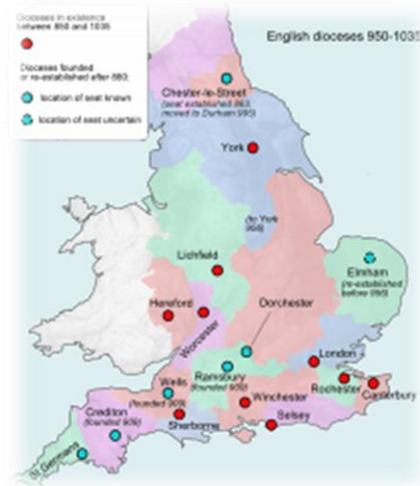 Dioceses in existence
between 850 and 1035
Dioceses founded
or re-established after 880:
location of seat known
location of seat uncertain
English dioceses 950-1035
Chester-le-Street
(seat established 883,
moved to Durham 995)
York
(to York
956)
Lichfield
Elmham
(re-established
before 956)
Hereford
Worcester
Dorchester
London
Wells
(founded 909)
Ramsbury
(founded 909)
Rochester
Canterbury
Crediton
(founded 909)
Winchester
Sherborne
Selsey
St Germans